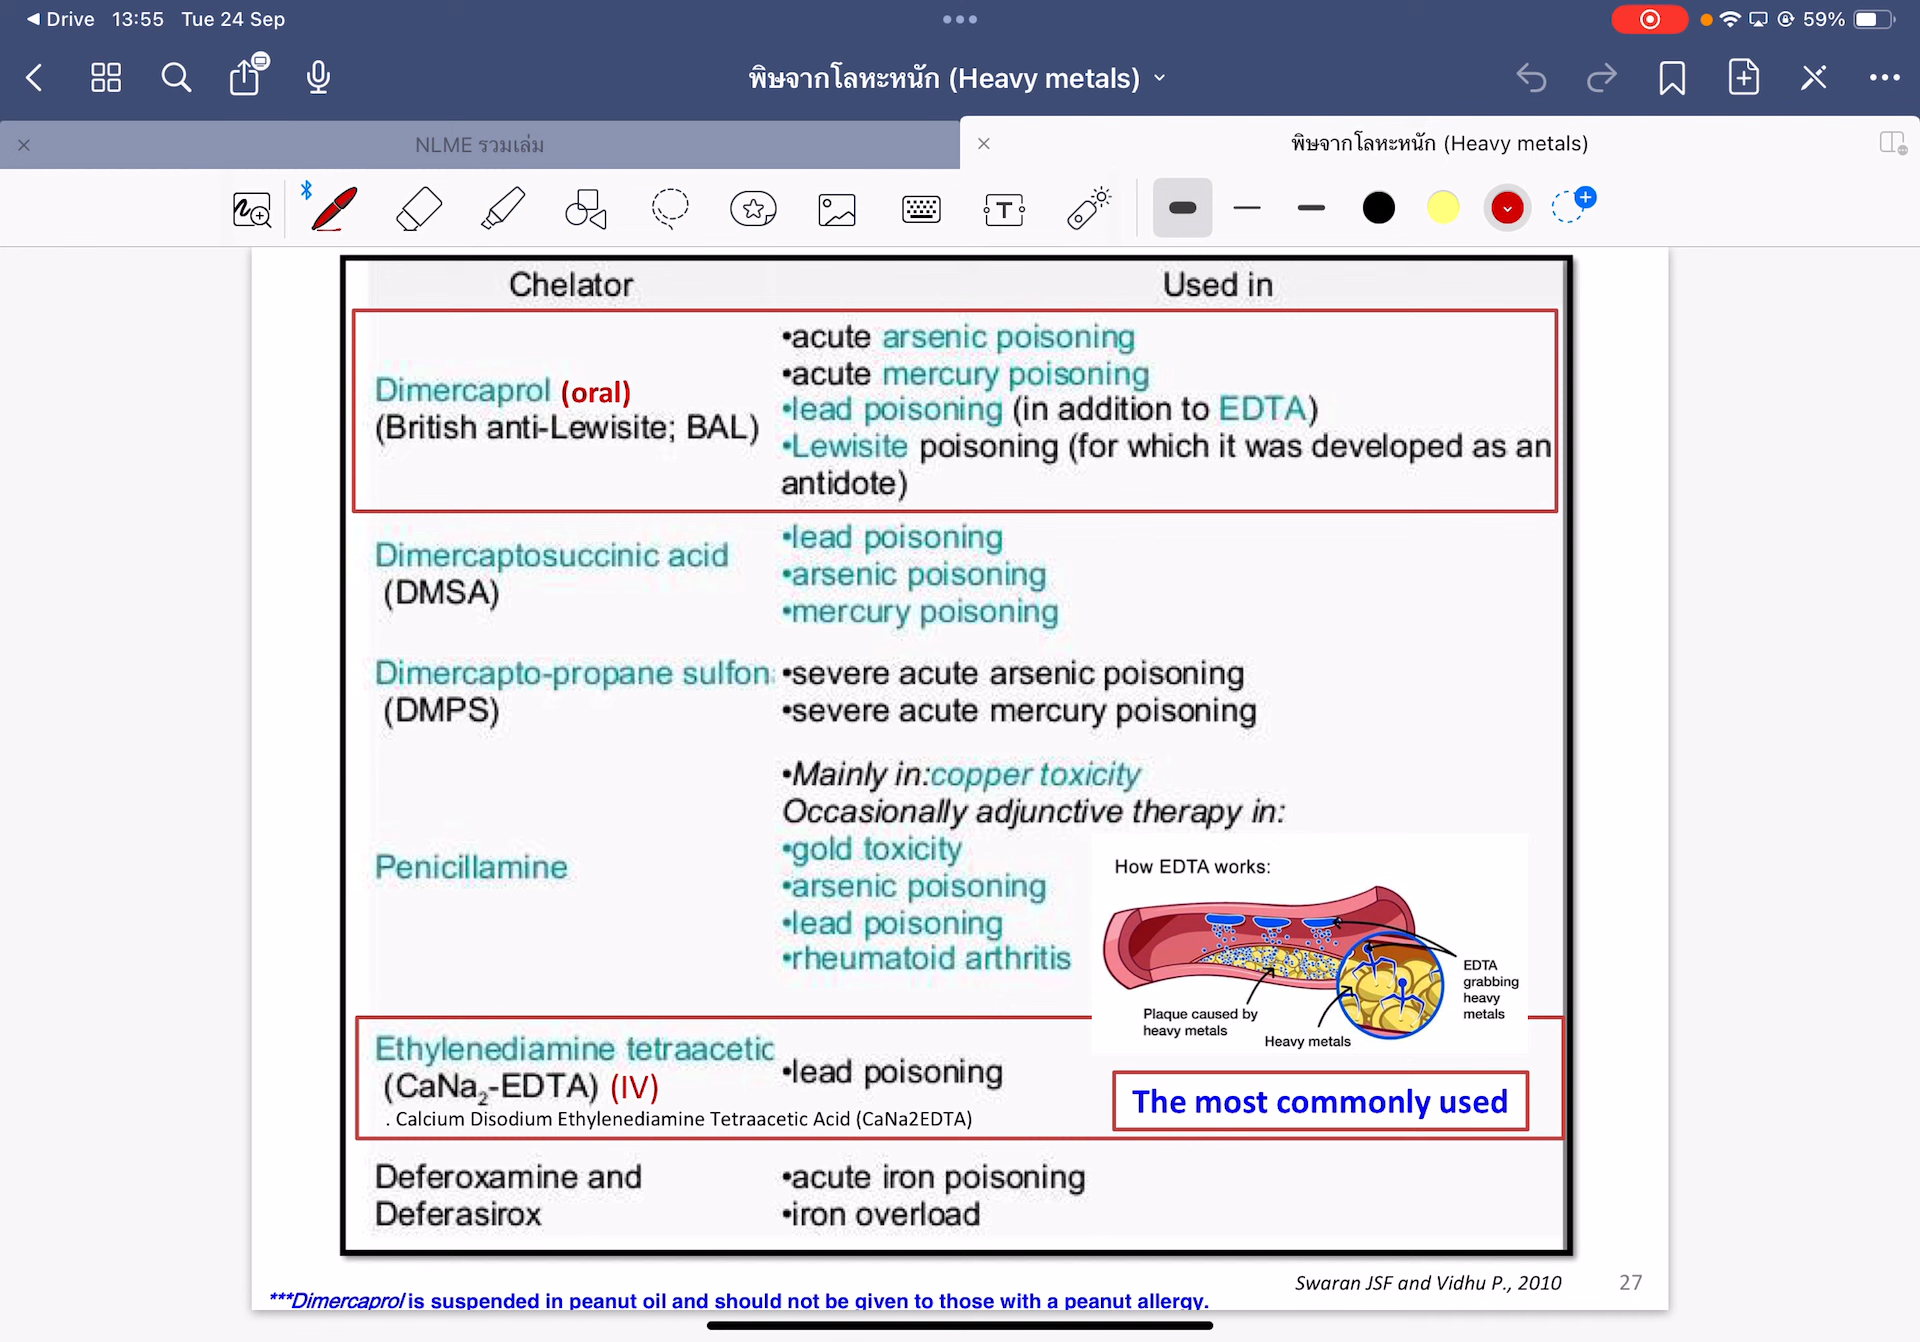 Drive 13:55 Tue 24 Sep
59%
พิษจากโลหะหนัก (Heavy metals)
NLME รวมเล่ม
พิษจากโลหะหนัก (Heavy metals)
Chelator
Used in
Dimercaprol (oral)
(British anti-Lewisite; BAL)
•acute arsenic poisoning
•acute mercury poisoning
•lead poisoning (in addition to EDTA)
•Lewisite poisoning (for which it was developed as an
antidote)
Dimercaptosuccinic acid
(DMSA)
•lead poisoning
•arsenic poisoning
•mercury poisoning
Dimercapto-propane sulfon
(DMPS)
•severe acute arsenic poisoning
•severe acute mercury poisoning
Penicillamine
•Mainly in:copper toxicity
Occasionally adjunctive therapy in:
•gold toxicity
•arsenic poisoning
•lead poisoning
•rheumatoid arthritis
How EDTA works:
Plaque caused by
heavy metals
Heavy metals
EDTA
grabbing
heavy
metals
Ethylenediamine tetraacetic
(CaNa₂-EDTA) (IV)
. Calcium Disodium Ethylenediamine Tetraacetic Acid (CaNa2EDTA)
•lead poisoning
The most commonly used
Deferoxamine and
Deferasirox
•acute iron poisoning
•iron overload
Swaran JSF and Vidhu P., 2010
27
***Dimercaprol is suspended in peanut oil and should not be given to those with a peanut allergy.